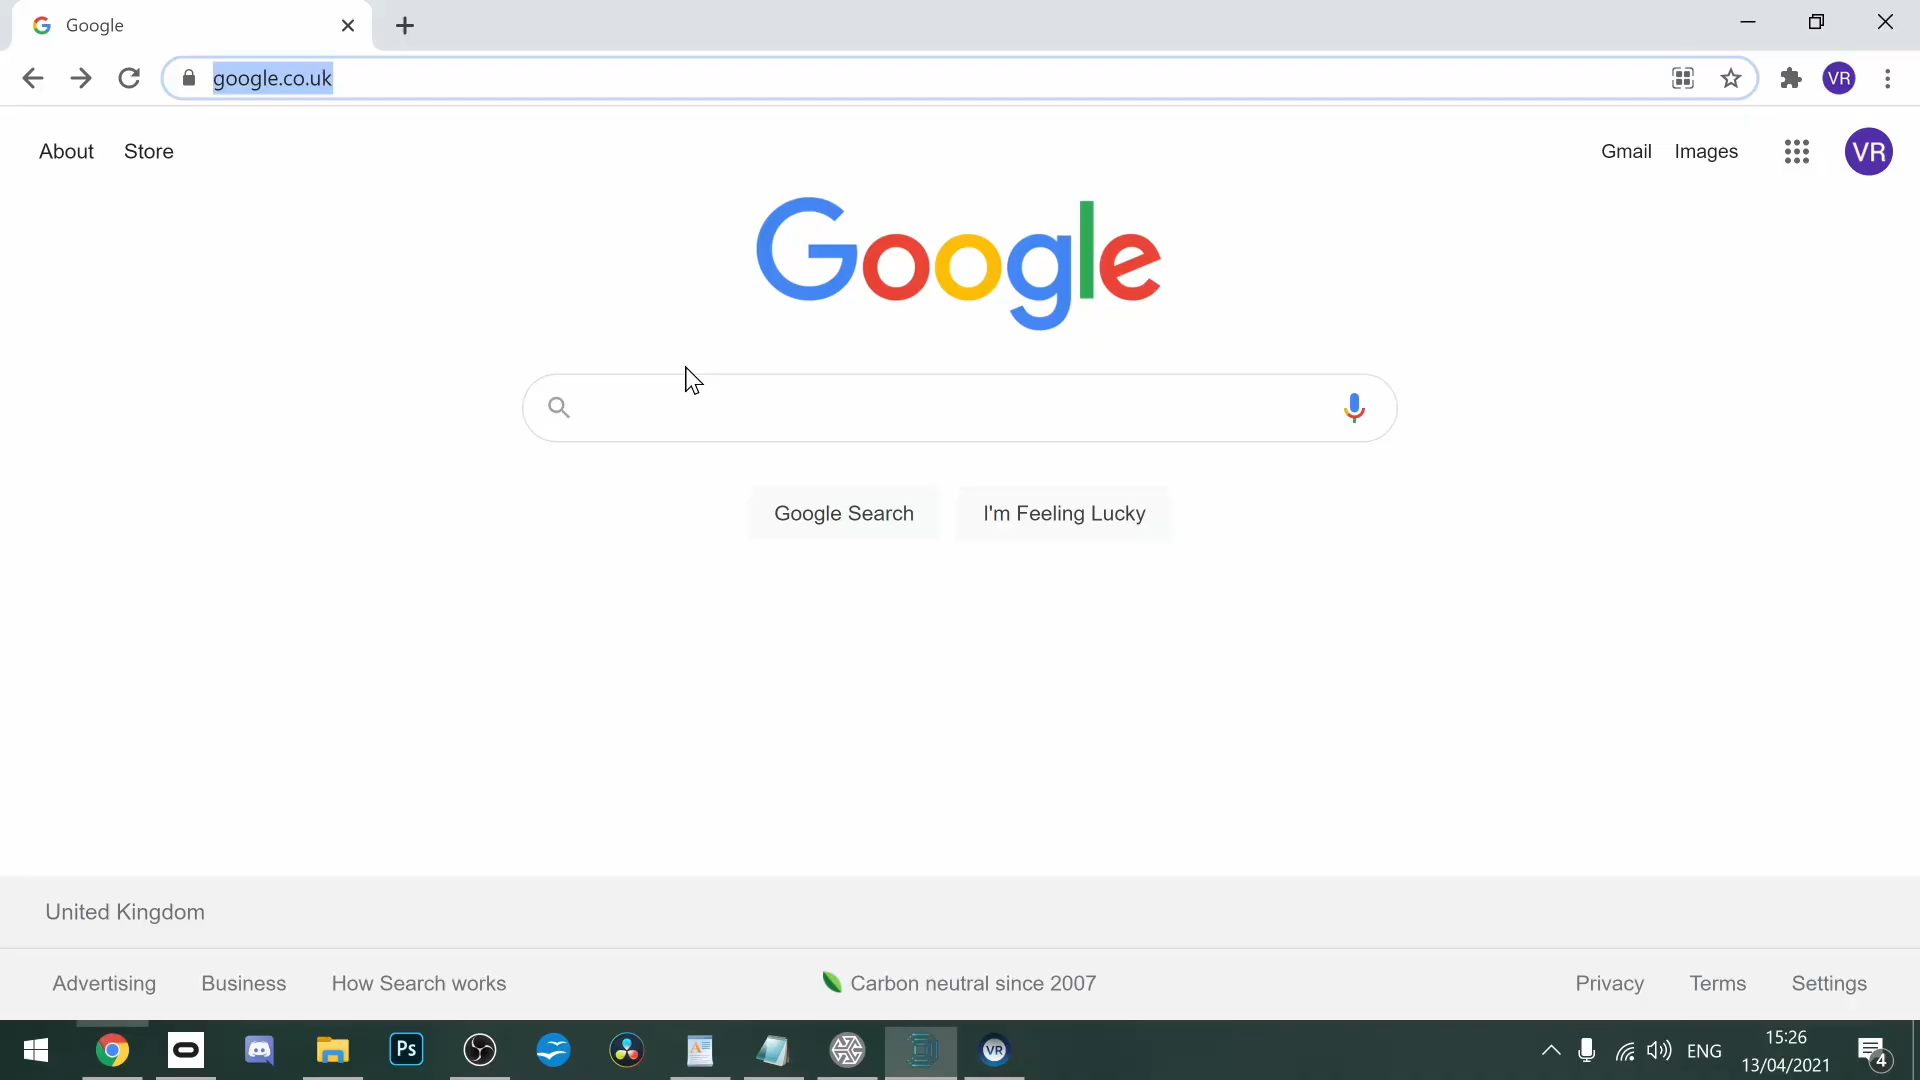 Google
google.co.uk
VR
About Store
Gmail Images
VR
Google
Google Search
I'm Feeling Lucky
United Kingdom
Advertising Business How Search works
Carbon neutral since 2007
Privacy Terms Settings
Ps
VR
ENG
15:26
13/04/2021
4